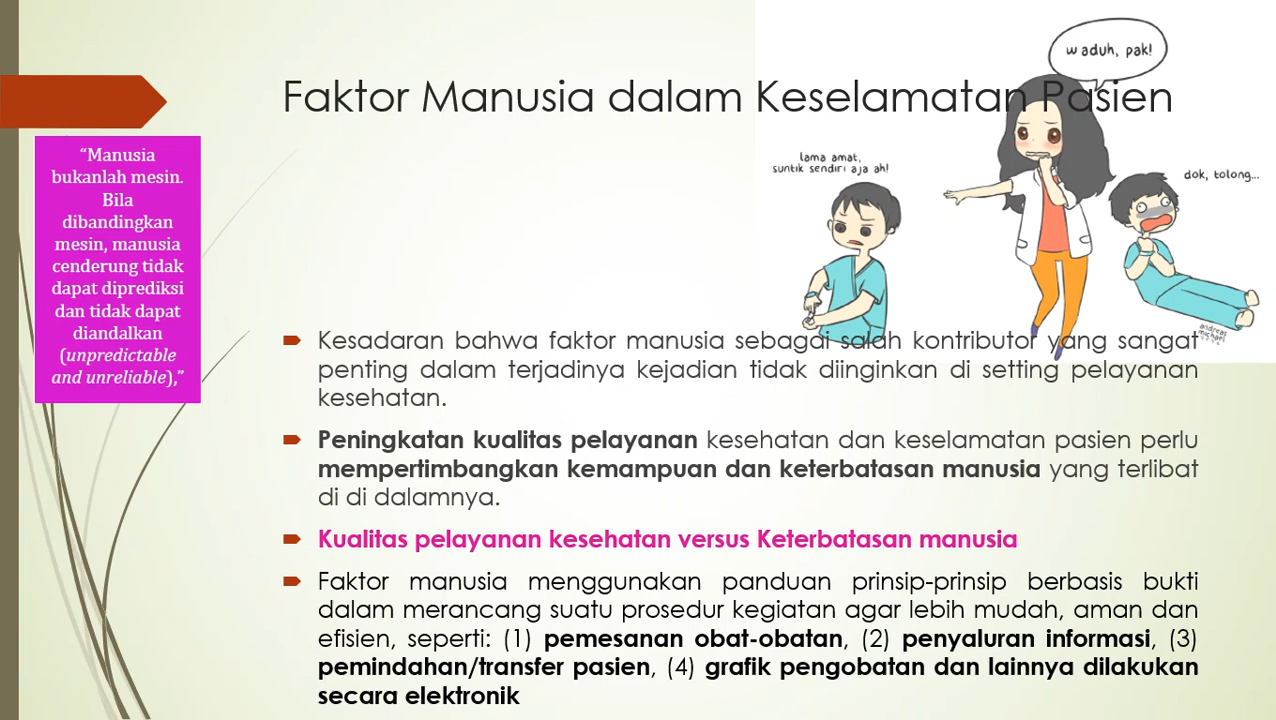 waduh, pak!
Faktor Manusia dalam Keselamatan Pasien
“Manusia
bukanlah mesin.
Bila
dibandingkan
mesin, manusia
cenderung tidak
dapat diprediksi
dan tidak dapat
diandalkan
(unpredictable
and unreliable),”
lama amat,
suntik sendiri aja ah!
dok, tolong...
andreas
michael
Kesadaran bahwa faktor manusia sebagai salah kontributor yang sangat
penting dalam terjadinya kejadian tidak diinginkan di setting pelayanan
kesehatan.
Peningkatan kualitas pelayanan kesehatan dan keselamatan pasien perlu
mempertimbangkan kemampuan dan keterbatasan manusia yang terlibat
di di dalamnya.
Kualitas pelayanan kesehatan versus Keterbatasan manusia
Faktor manusia menggunakan panduan prinsip-prinsip berbasis bukti
dalam merancang suatu prosedur kegiatan agar lebih mudah, aman dan
efisien, seperti: (1) pemesanan obat-obatan, (2) penyaluran informasi, (3)
pemindahan/transfer pasien, (4) grafik pengobatan dan lainnya dilakukan
secara elektronik